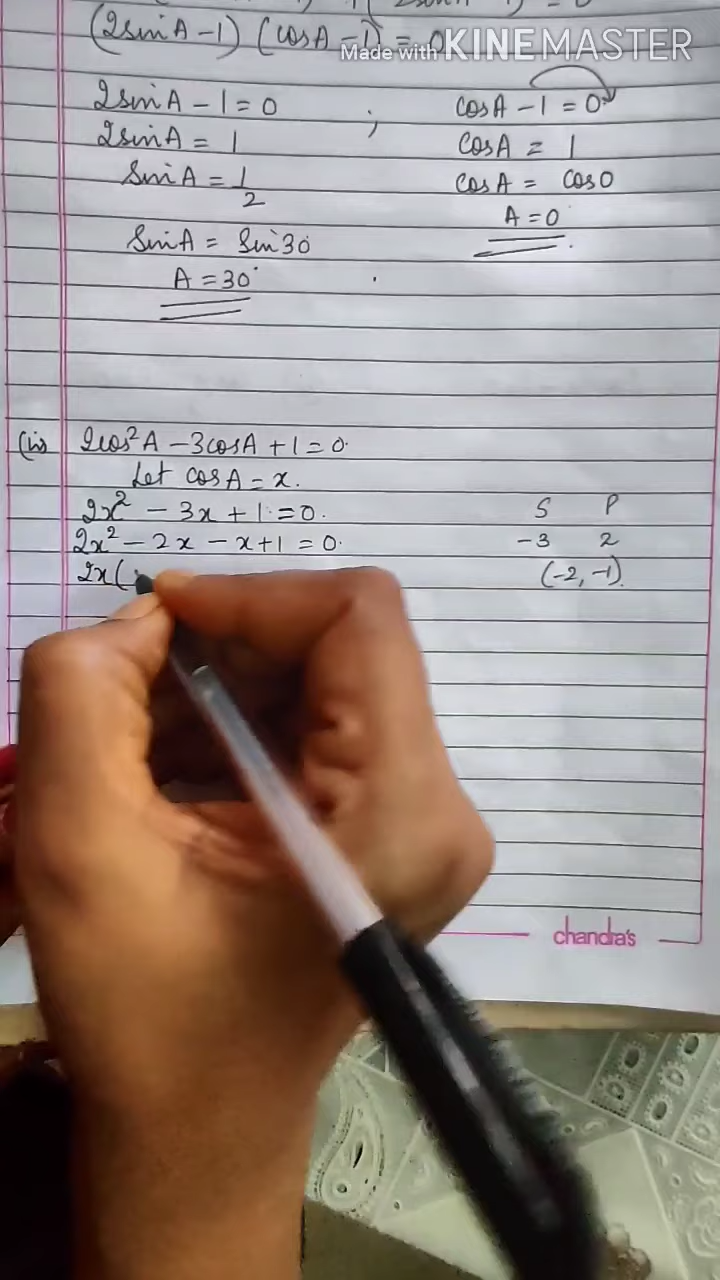 (2sinA-1) (cosA-1) = 0
Made with KINEMASTER
2sinA - 1 = 0 ; cosA - 1 = 0
2sinA = 1 cosA = 1
sinA = 1/2 cosA = cos0
A = 0
sinA = sin30
A = 30°
2cos²A - 3cosA + 1 = 0.
Let cosA = x.
2x² - 3x + 1 = 0. S P
2x² - 2x - x + 1 = 0. -3 2
2x( (-2, -1).
chandra's